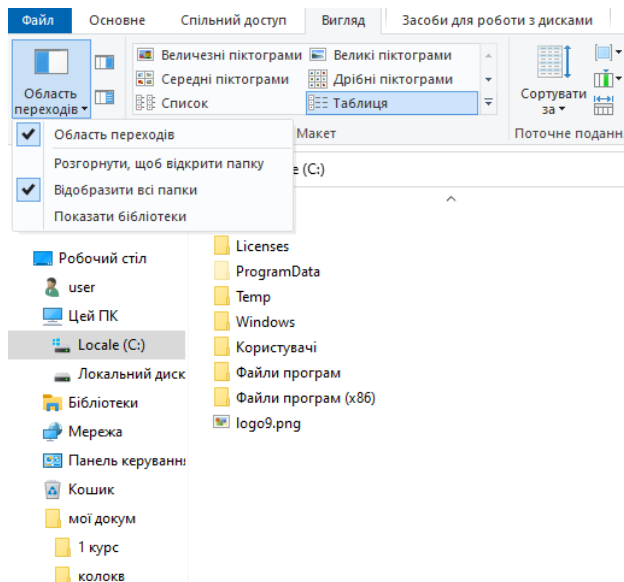 Файл Основне Спільний доступ Вигляд Засоби для роботи з дисками
Область переходів
Величезні піктограми Великі піктограми
Середні піктограми Дрібні піктограми
Список Таблиця
Сортувати за
Макет
Поточне поданн
Область переходів
Розгорнути, щоб відкрити папку
Відобразити всі папки
Показати бібліотеки
(C:)
Робочий стіл
user
Цей ПК
Locale (C:)
Локальний диск
Бібліотеки
Мережа
Панель керуванн
Кошик
мої докум
1 курс
колокв
Licenses
ProgramData
Temp
Windows
Користувачі
Файли програм
Файли програм (x86)
logo9.png